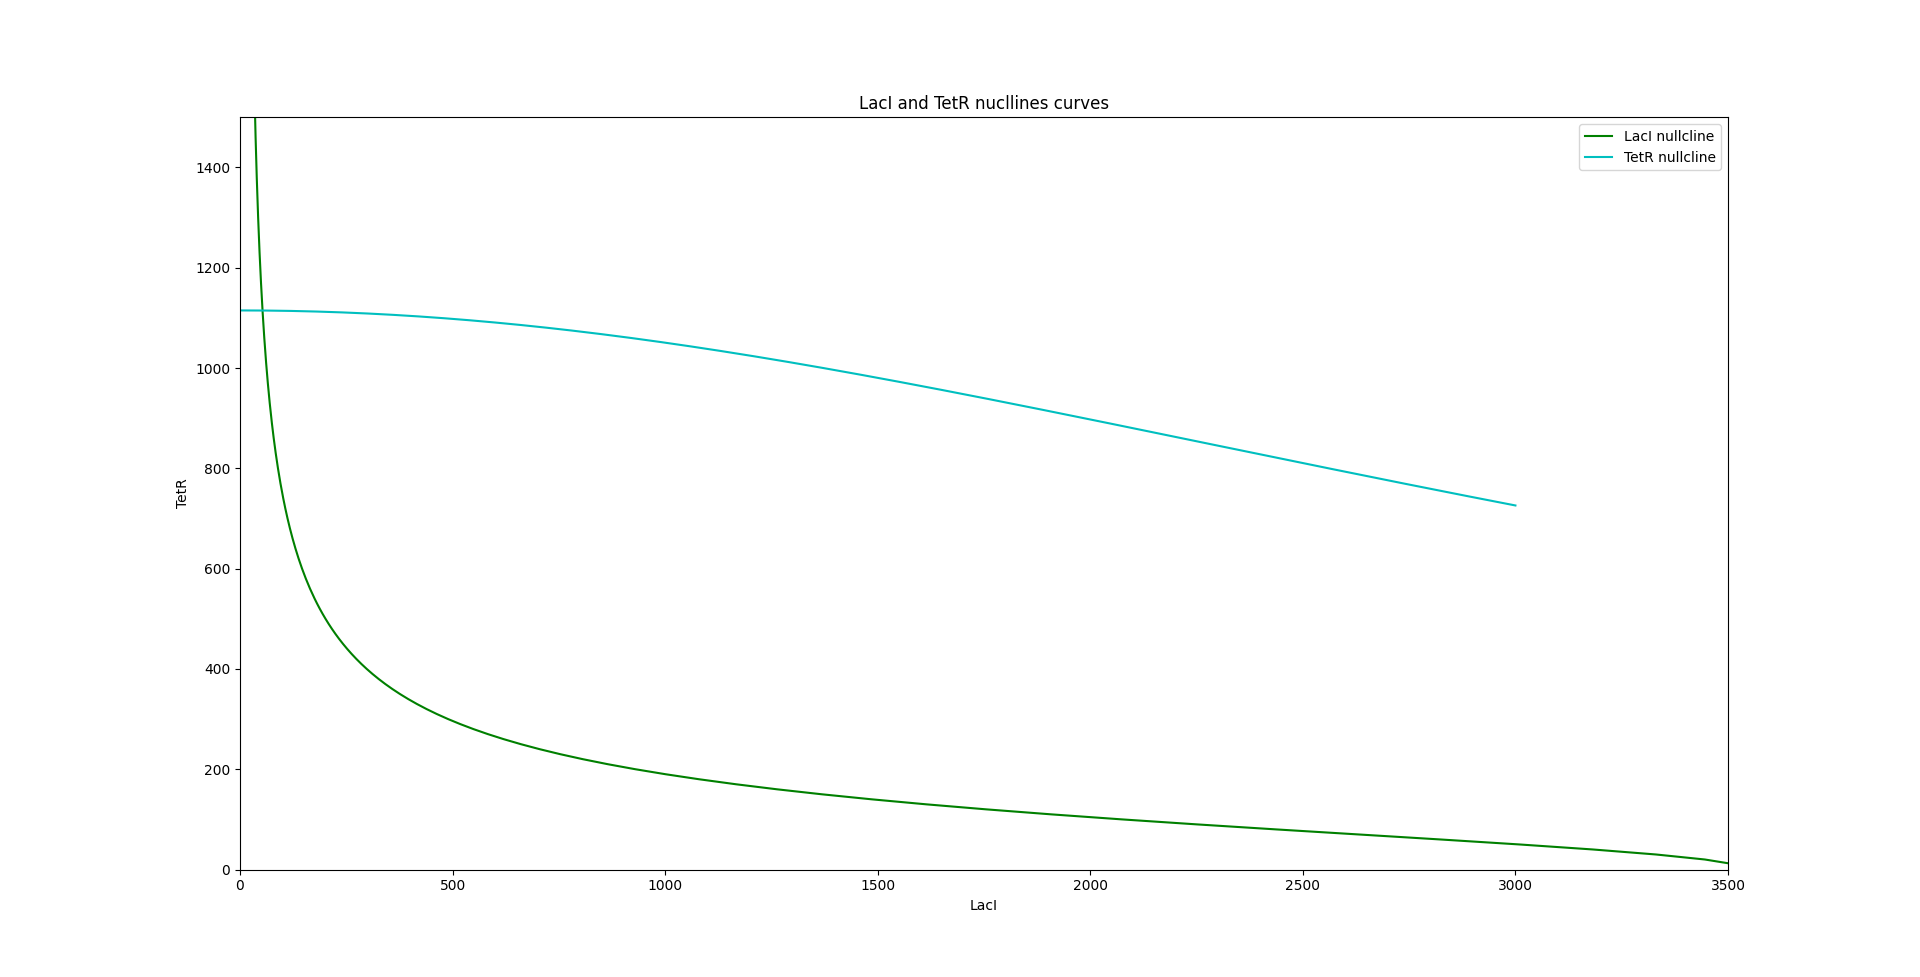 LacI and TetR nucllines curves
LacI nullcline
TetR nullcline
1400
1200
1000
800
600
400
200
0
TetR
0 500 1000 1500 2000 2500 3000 3500
LacI